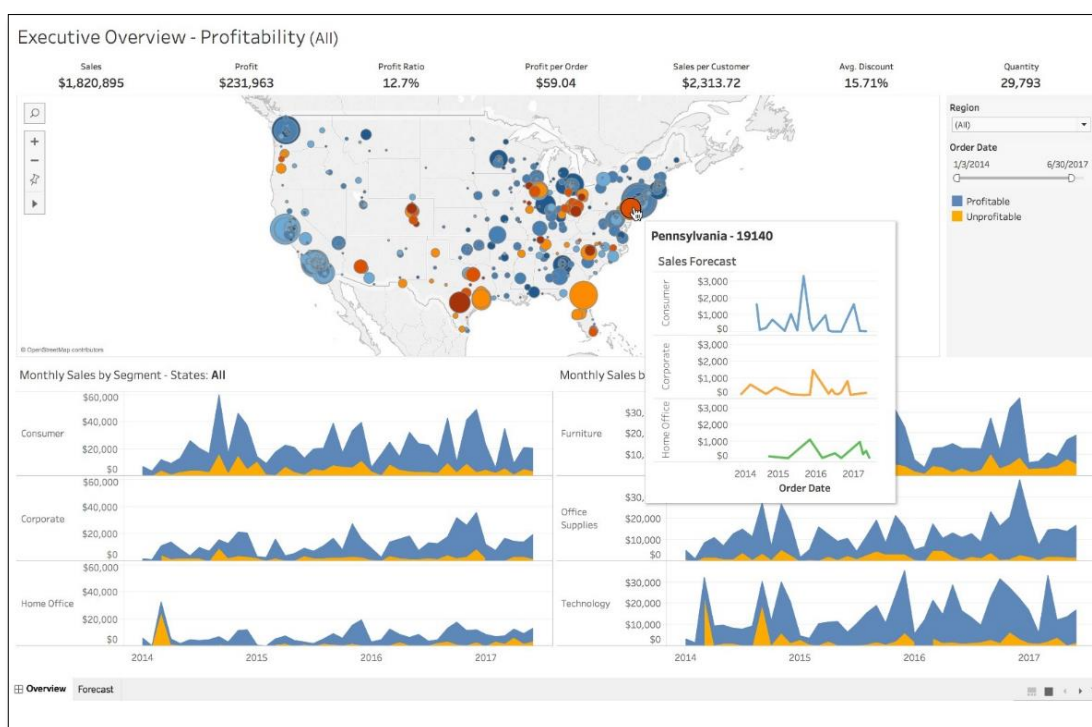 Executive Overview - Profitability (All)
Sales Profit Profit Ratio Profit per Order Sales per Customer Avg. Discount Quantity
$1,820,895 $231,963 12.7% $59.04 $2,313.72 15.71% 29,793
Region
(All)
Order Date
1/3/2014 6/30/2017
Profitable
Unprofitable
Pennsylvania - 19140
Sales Forecast
Consumer
$3,000
$2,000
$1,000
$0
Corporate
$3,000
$2,000
$1,000
$0
Home Office
$3,000
$2,000
$1,000
$0
2014 2015 2016 2017
Order Date
© OpenStreetMap contributors
Monthly Sales by Segment - States: All
Consumer
$60,000
$40,000
$20,000
$0
Corporate
$60,000
$40,000
$20,000
$0
Home Office
$60,000
$40,000
$20,000
$0
2014 2015 2016 2017
Monthly Sales b
Furniture
$30,
$20,
$10,
Office
Supplies
$30,
$20,000
$10,000
$0
Technology
$30,000
$20,000
$10,000
$0
2014 2015 2016 2017
Overview Forecast